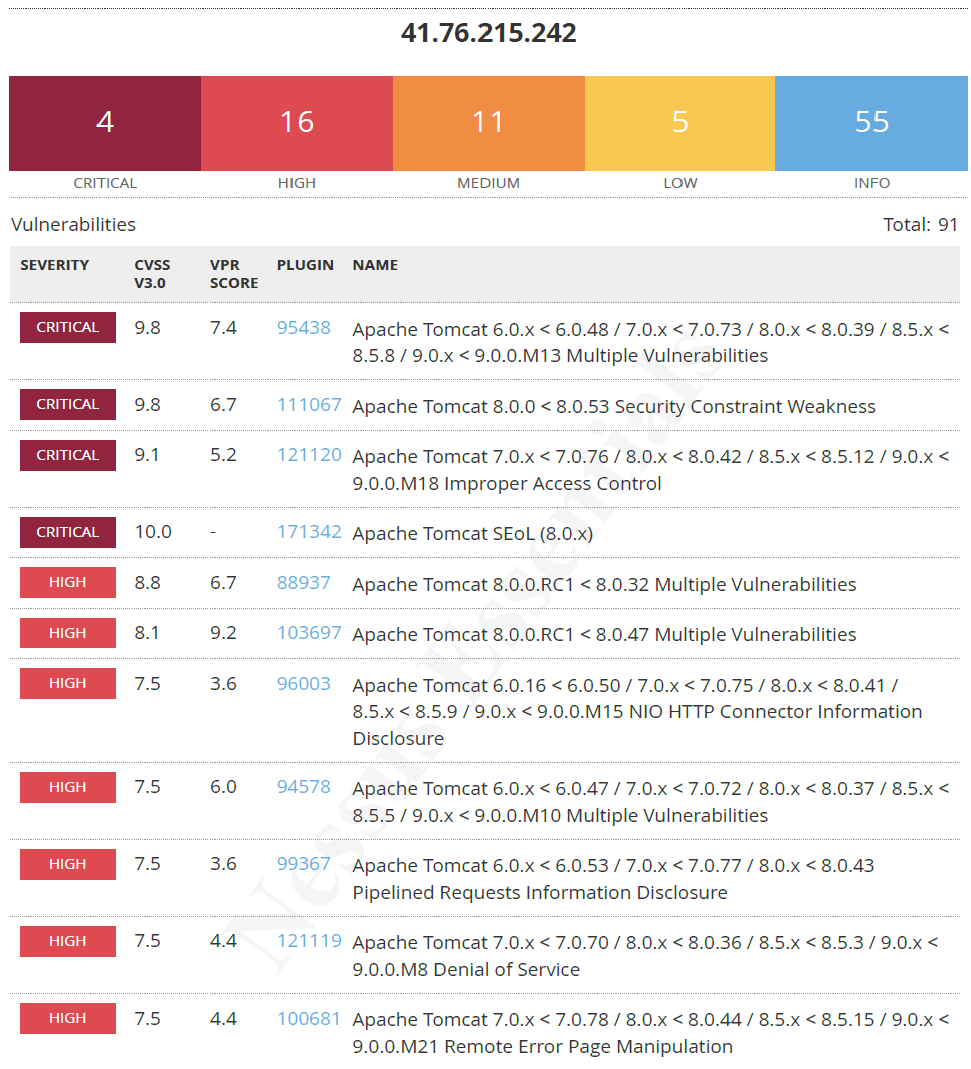 41.76.215.242
4 16 11 5 55
CRITICAL HIGH MEDIUM LOW INFO
Vulnerabilities Total: 91
SEVERITY CVSS V3.0 VPR SCORE PLUGIN NAME
CRITICAL 9.8 7.4 95438 Apache Tomcat 6.0.x < 6.0.48 / 7.0.x < 7.0.73 / 8.0.x < 8.0.39 / 8.5.x <
8.5.8 / 9.0.x < 9.0.0.M13 Multiple Vulnerabilities
CRITICAL 9.8 6.7 111067 Apache Tomcat 8.0.0 < 8.0.53 Security Constraint Weakness
CRITICAL 9.1 5.2 121120 Apache Tomcat 7.0.x < 7.0.76 / 8.0.x < 8.0.42 / 8.5.x < 8.5.12 / 9.0.x <
9.0.0.M18 Improper Access Control
CRITICAL 10.0 - 171342 Apache Tomcat SEoL (8.0.x)
HIGH 8.8 6.7 88937 Apache Tomcat 8.0.0.RC1 < 8.0.32 Multiple Vulnerabilities
HIGH 8.1 9.2 103697 Apache Tomcat 8.0.0.RC1 < 8.0.47 Multiple Vulnerabilities
HIGH 7.5 3.6 96003 Apache Tomcat 6.0.16 < 6.0.50 / 7.0.x < 7.0.75 / 8.0.x < 8.0.41 /
8.5.x < 8.5.9 / 9.0.x < 9.0.0.M15 NIO HTTP Connector Information
Disclosure
HIGH 7.5 6.0 94578 Apache Tomcat 6.0.x < 6.0.47 / 7.0.x < 7.0.72 / 8.0.x < 8.0.37 / 8.5.x <
8.5.5 / 9.0.x < 9.0.0.M10 Multiple Vulnerabilities
HIGH 7.5 3.6 99367 Apache Tomcat 6.0.x < 6.0.53 / 7.0.x < 7.0.77 / 8.0.x < 8.0.43
Pipelined Requests Information Disclosure
HIGH 7.5 4.4 121119 Apache Tomcat 7.0.x < 7.0.70 / 8.0.x < 8.0.36 / 8.5.x < 8.5.3 / 9.0.x <
9.0.0.M8 Denial of Service
HIGH 7.5 4.4 100681 Apache Tomcat 7.0.x < 7.0.78 / 8.0.x < 8.0.44 / 8.5.x < 8.5.15 / 9.0.x <
9.0.0.M21 Remote Error Page Manipulation
Nessus Essentials